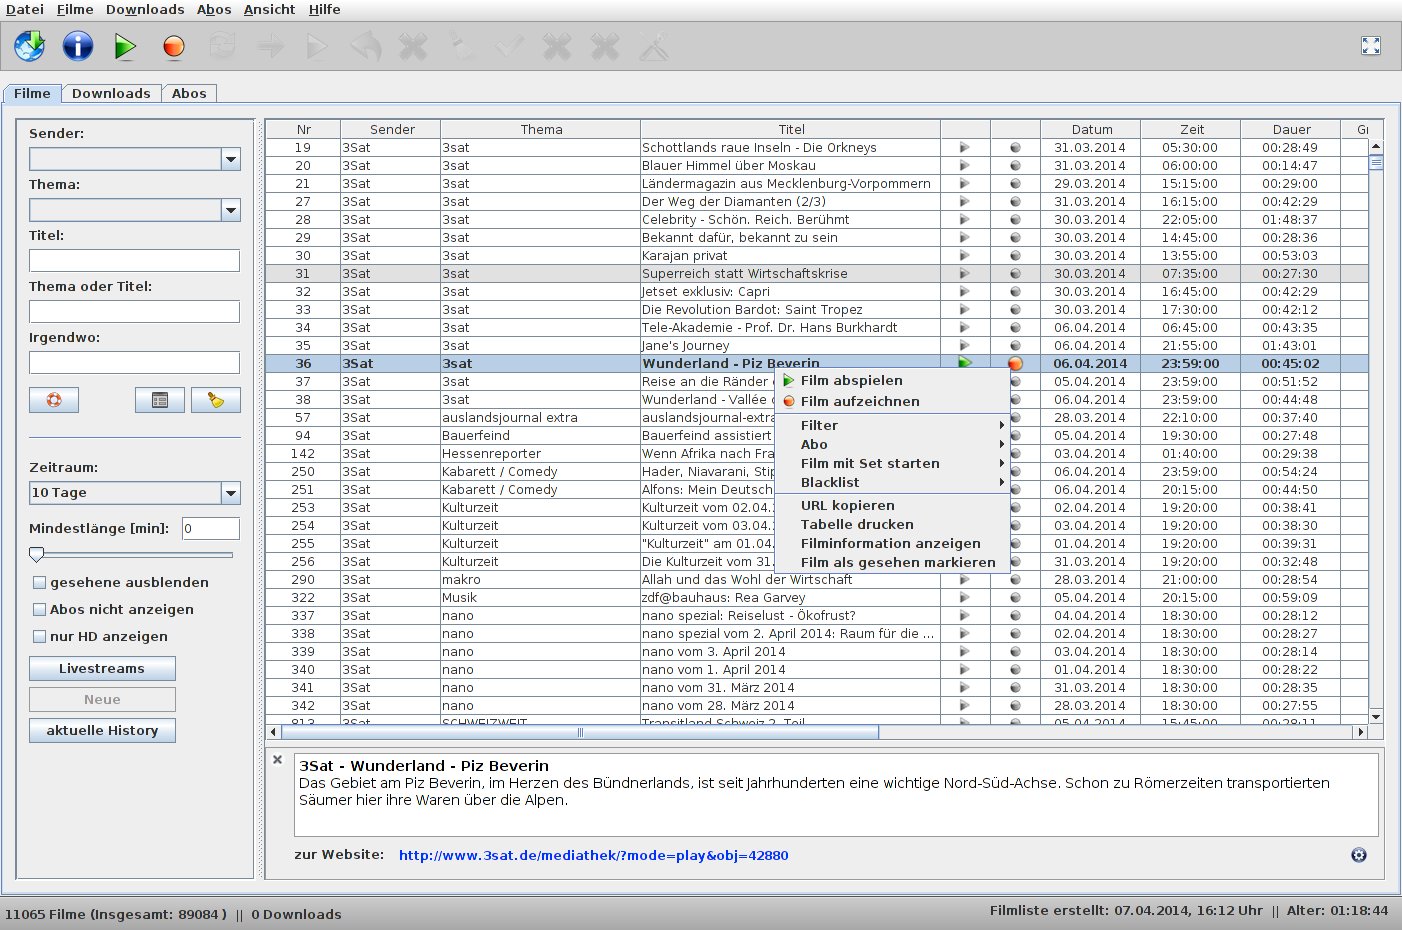 Datei Filme Downloads Abos Ansicht Hilfe
Filme Downloads Abos
Sender:
Thema:
Titel:
Thema oder Titel:
Irgendwo:
Zeitraum:
10 Tage
Mindestlänge [min]: 0
gesehene ausblenden
Abos nicht anzeigen
nur HD anzeigen
Livestreams
Neue
aktuelle History
Nr Sender Thema Titel Datum Zeit Dauer
19 3Sat 3sat Schottlands raue Inseln - Die Orkneys 31.03.2014 05:30:00 00:28:49
20 3Sat 3sat Blauer Himmel über Moskau 31.03.2014 06:00:00 00:14:47
21 3Sat 3sat Ländermagazin aus Mecklenburg-Vorpommern 29.03.2014 15:15:00 00:29:00
27 3Sat 3sat Der Weg der Diamanten (2/3) 31.03.2014 16:15:00 00:42:29
28 3Sat 3sat Celebrity - Schön. Reich. Berühmt 30.03.2014 22:05:00 01:48:37
29 3Sat 3sat Bekannt dafür, bekannt zu sein 30.03.2014 14:45:00 00:28:36
30 3Sat 3sat Karajan privat 30.03.2014 13:55:00 00:53:03
31 3Sat 3sat Superreich statt Wirtschaftskrise 30.03.2014 07:35:00 00:27:30
32 3Sat 3sat Jetset exklusiv: Capri 30.03.2014 16:45:00 00:42:29
33 3Sat 3sat Die Revolution Bardot: Saint Tropez 30.03.2014 17:30:00 00:42:12
34 3Sat 3sat Tele-Akademie - Prof. Dr. Hans Burkhardt 06.04.2014 06:45:00 00:43:35
35 3Sat 3sat Jane's Journey 06.04.2014 21:55:00 01:43:01
36 3Sat 3sat Wunderland - Piz Beverin 06.04.2014 23:59:00 00:45:02
37 3Sat 3sat Reise an die Ränder 05.04.2014 23:59:00 00:51:52
38 3Sat 3sat Wunderland - Vallée 06.04.2014 23:59:00 00:44:48
57 3Sat auslandsjournal extra auslandsjournal-extra 28.03.2014 22:10:00 00:37:40
94 3Sat Bauerfeind Bauerfeind assistiert 05.04.2014 19:30:00 00:27:48
142 3Sat Hessenreporter Wenn Afrika nach Fra 03.04.2014 01:40:00 00:29:38
250 3Sat Kabarett / Comedy Hader, Niavarani, Stip 06.04.2014 23:59:00 00:54:24
251 3Sat Kabarett / Comedy Alfons: Mein Deutsch 06.04.2014 20:15:00 00:44:50
253 3Sat Kulturzeit Kulturzeit vom 02.04. 02.04.2014 19:20:00 00:38:41
254 3Sat Kulturzeit Kulturzeit vom 03.04. 03.04.2014 19:20:00 00:38:30
255 3Sat Kulturzeit "Kulturzeit" am 01.04. 01.04.2014 19:20:00 00:39:31
256 3Sat Kulturzeit Die Kulturzeit vom 31. 31.03.2014 19:20:00 00:32:48
290 3Sat makro Allah und das Wohl der Wirtschaft 28.03.2014 21:00:00 00:28:54
322 3Sat Musik zdf@bauhaus: Rea Garvey 05.04.2014 20:15:00 00:59:09
337 3Sat nano nano spezial: Reiselust - Ökofrust? 04.04.2014 18:30:00 00:28:12
338 3Sat nano nano spezial vom 2. April 2014: Raum für die ... 02.04.2014 18:30:00 00:28:27
339 3Sat nano nano vom 3. April 2014 03.04.2014 18:30:00 00:28:14
340 3Sat nano nano vom 1. April 2014 01.04.2014 18:30:00 00:28:22
341 3Sat nano nano vom 31. März 2014 31.03.2014 18:30:00 00:28:35
342 3Sat nano nano vom 28. März 2014 28.03.2014 18:30:00 00:27:55
813 3Sat SCHWEIZWEIT Transitland Schweiz 2. Teil 05.04.2014 15:45:00 00:28:11
Film abspielen
Film aufzeichnen
Filter
Abo
Film mit Set starten
Blacklist
URL kopieren
Tabelle drucken
Filminformation anzeigen
Film als gesehen markieren
3Sat - Wunderland - Piz Beverin
Das Gebiet am Piz Beverin, im Herzen des Bündnerlands, ist seit Jahrhunderten eine wichtige Nord-Süd-Achse. Schon zu Römerzeiten transportierten
Säumer hier ihre Waren über die Alpen.
zur Website: http://www.3sat.de/mediathek/?mode=play&obj=42880
11065 Filme (Insgesamt: 89084 ) || 0 Downloads
Filmliste erstellt: 07.04.2014, 16:12 Uhr || Alter: 01:18:44